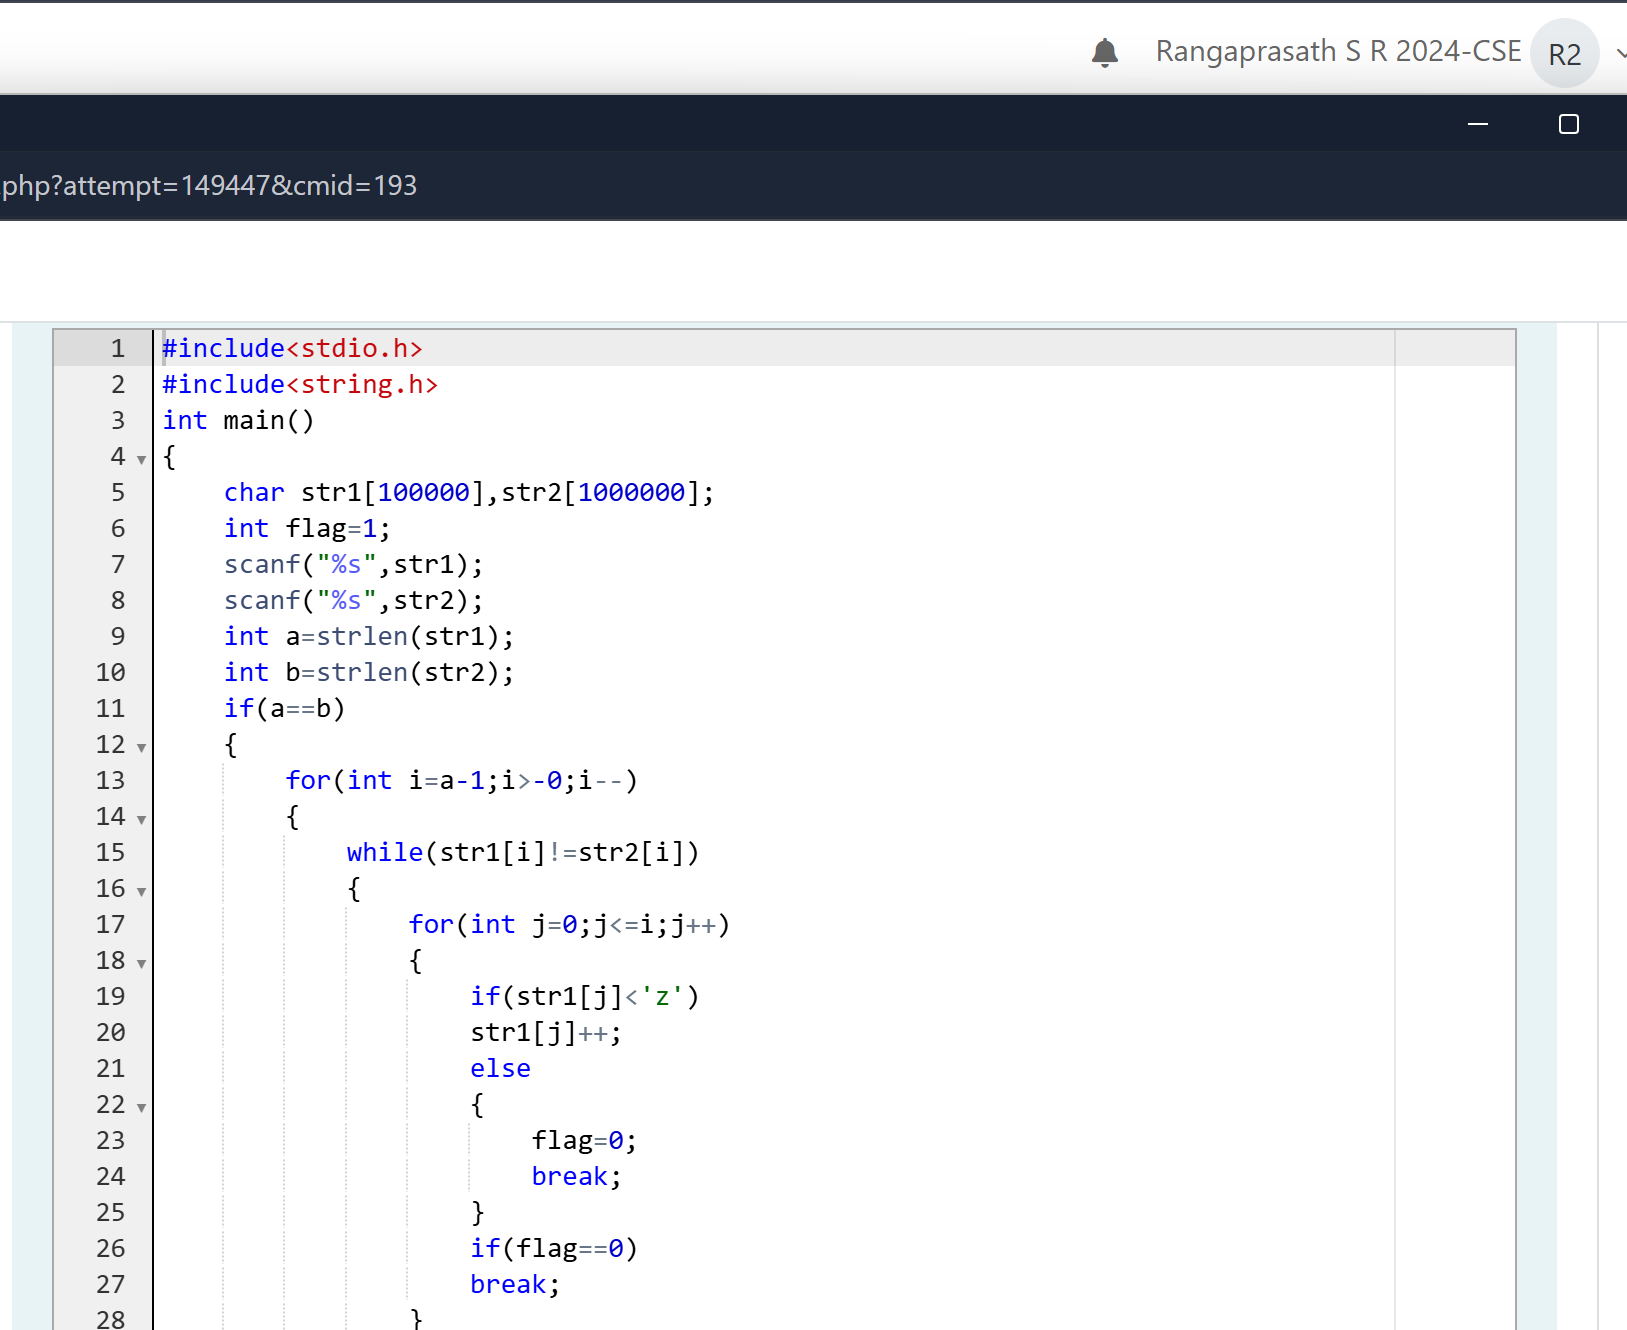 Rangaprasath S R 2024-CSE R2
php?attempt=149447&cmid=193
1 #include<stdio.h>
2 #include<string.h>
3 int main()
4 {
5 char str1[100000],str2[1000000];
6 int flag=1;
7 scanf("%s",str1);
8 scanf("%s",str2);
9 int a=strlen(str1);
10 int b=strlen(str2);
11 if(a==b)
12 {
13 for(int i=a-1;i>-0;i--)
14 {
15 while(str1[i]!=str2[i])
16 {
17 for(int j=0;j<=i;j++)
18 {
19 if(str1[j]<'z')
20 str1[j]++;
21 else
22 {
23 flag=0;
24 break;
25 }
26 if(flag==0)
27 break;
28 }